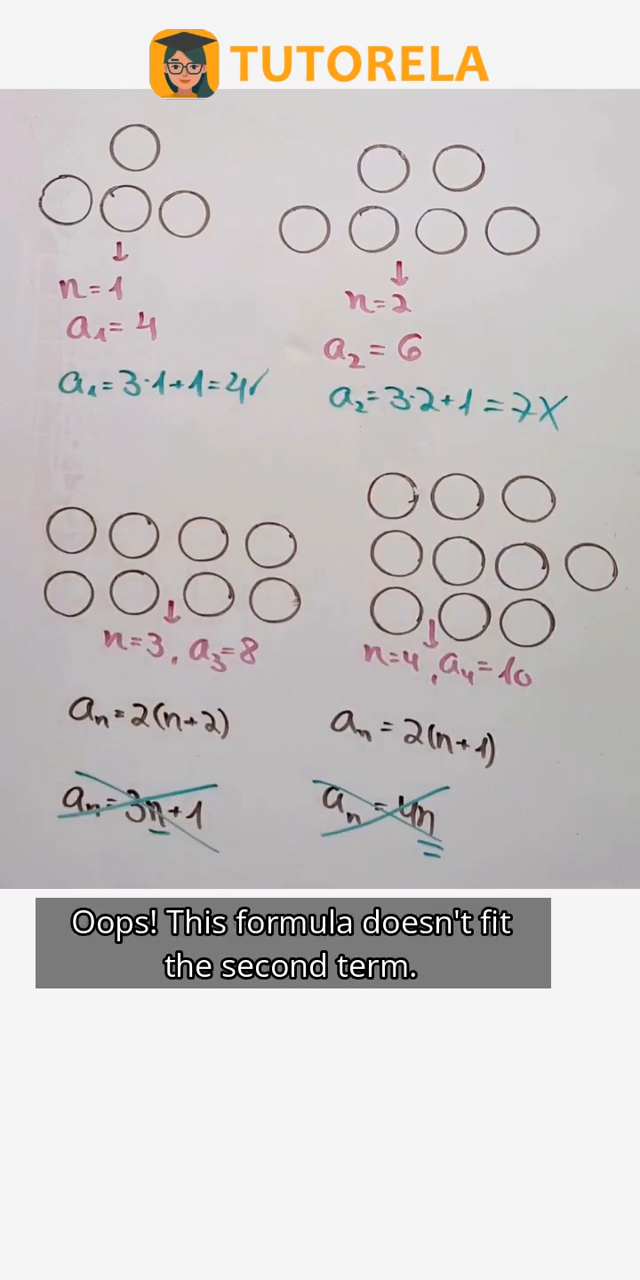 TUTORELA
n=1
a₁=4
a₁=3·1+1=4✓
n=2
a₂=6
a₂=3·2+1=7X
n=3, a₃=8
n=4, a₄=10
aₙ=2(n+2)
aₙ=2(n+1)
aₙ=3n+1
aₙ=4n
Oops! This formula doesn't fit
the second term.